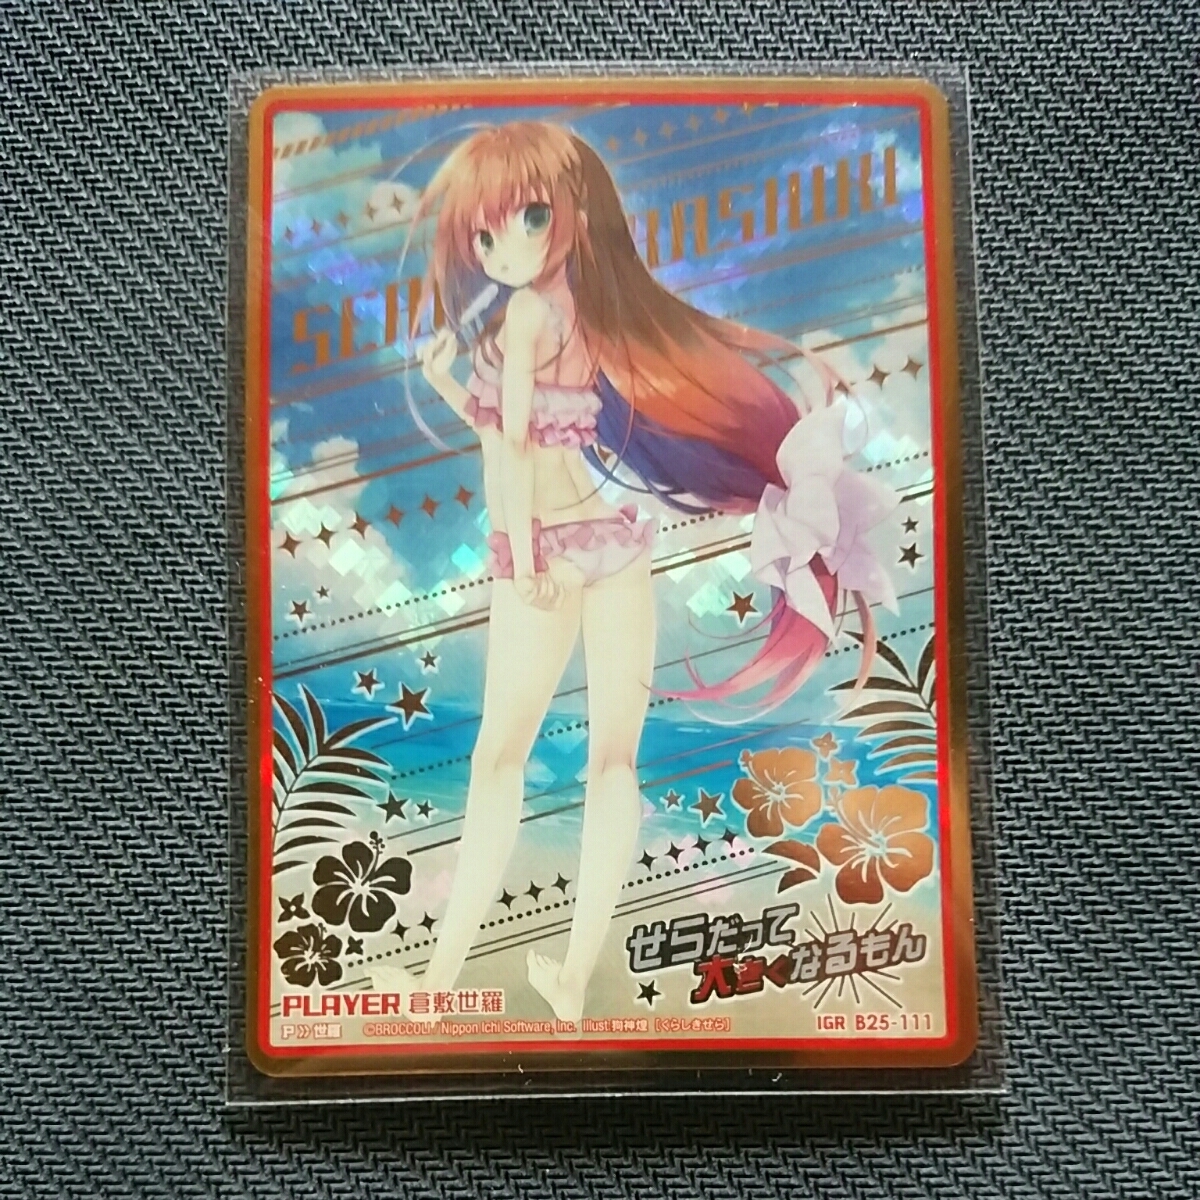 SERA KURASHIKI
せらだって
大きくなるもん
PLAYER 倉敷世羅
P≫世羅
©BROCCOLI / Nippon Ichi Software, Inc. Illust.狗神煌 [くらしきせら]
IGR B25-111